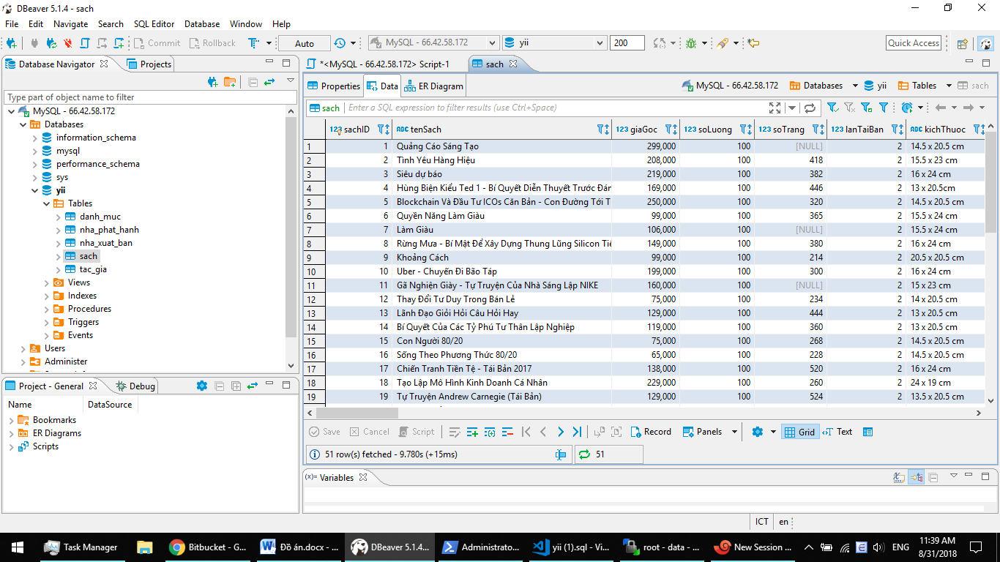 DBeaver 5.1.4 - sach
File Edit Navigate Search SQL Editor Database Window Help
Commit Rollback Auto MySQL - 66.42.58.172 yii 200 Quick Access
Database Navigator Projects
Type part of object name to filter
MySQL - 66.42.58.172
Databases
information_schema
mysql
performance_schema
sys
yii
Tables
danh_muc
nha_phat_hanh
nha_xuat_ban
sach
tac_gia
Views
Indexes
Procedures
Triggers
Events
Users
Administer
Project - General Debug
Name DataSource
Bookmarks
ER Diagrams
Scripts
*<MySQL - 66.42.58.172> Script-1 sach
Properties Data ER Diagram MySQL - 66.42.58.172 Databases yii Tables sach
sach Enter a SQL expression to filter results (use Ctrl+Space)
123 sachID ABC tenSach 123 giaGoc 123 soLuong 123 soTrang 123 lanTaiBan ABC kichThuoc
1 1 Quảng Cáo Sáng Tạo 299,000 100 [NULL] 2 14.5 x 20.5 cm
2 2 Tình Yêu Hàng Hiệu 208,000 100 418 2 15.5 x 23 cm
3 3 Siêu dự báo 219,000 100 382 2 16 x 24 cm
4 4 Hùng Biện Kiểu Ted 1 - Bí Quyết Diễn Thuyết Trước Đán 169,000 100 446 2 13 x 20.5cm
5 5 Blockchain Và Đầu Tư ICOs Căn Bản - Con Đường Tới T 250,000 100 320 2 14.5 x 20.5 cm
6 6 Quyền Năng Làm Giàu 99,000 100 365 2 15.5 x 24 cm
7 7 Làm Giàu 106,000 100 [NULL] 2 15.5 x 24 cm
8 8 Rừng Mưa - Bí Mật Để Xây Dựng Thung Lũng Silicon Tiế 149,000 100 380 2 16 x 24 cm
9 9 Khoảng Cách 99,000 100 214 2 20.5 x 20.5 cm
10 10 Uber - Chuyến Đi Bão Táp 199,000 100 300 2 16 x 24 cm
11 11 Gã Nghiện Giày - Tự Truyện Của Nhà Sáng Lập NIKE 160,000 100 [NULL] 2 15 x 23 cm
12 12 Thay Đổi Tư Duy Trong Bán Lẻ 75,000 100 234 2 14 x 20.5 cm
13 13 Lãnh Đạo Giỏi Hỏi Câu Hỏi Hay 129,000 100 444 2 13 x 20.5 cm
14 14 Bí Quyết Của Các Tỷ Phú Tư Thân Lập Nghiệp 119,000 100 360 2 13 x 20.5 cm
15 15 Con Người 80/20 75,000 100 268 2 14.5 x 20.5 cm
16 16 Sống Theo Phương Thức 80/20 65,000 100 228 2 14.5 x 20.5 cm
17 17 Chiến Tranh Tiền Tệ - Tái Bản 2017 138,000 100 520 2 16 x 24 cm
18 18 Tạo Lập Mô Hình Kinh Doanh Cá Nhân 229,000 100 260 2 24 x 19 cm
19 19 Tự Truyện Andrew Carnegie (Tái Bản) 129,000 100 524 2 13.5 x 20.5 cm
Save Cancel Script Record Panels Grid Text
51 row(s) fetched - 9.780s (+15ms) 51
(x)= Variables
ICT en
Task Manager Bitbucket - G... Đồ án.docx - ... DBeaver 5.1.4... Administrato... yii (1).sql - Vi... root - data - ... New Session ... ENG 11:39 AM
8/31/2018